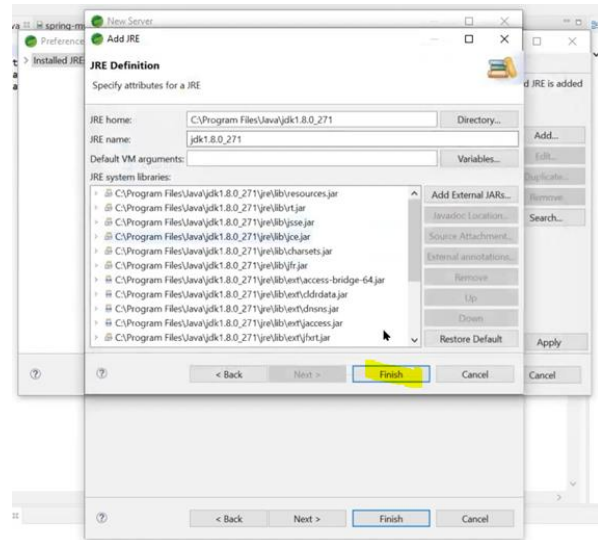 New Server
Preference
Add JRE
Installed JRE
JRE Definition
Specify attributes for a JRE
d JRE is added
JRE home: C:\Program Files\Java\jdk1.8.0_271 Directory...
JRE name: jdk1.8.0_271
Add...
Default VM arguments: Variables...
Edit...
JRE system libraries:
Duplicate...
C:\Program Files\Java\jdk1.8.0_271\jre\lib\resources.jar Add External JARs...
Remove
C:\Program Files\Java\jdk1.8.0_271\jre\lib\rt.jar Javadoc Location...
Search...
C:\Program Files\Java\jdk1.8.0_271\jre\lib\jsse.jar
C:\Program Files\Java\jdk1.8.0_271\jre\lib\jce.jar Source Attachment...
C:\Program Files\Java\jdk1.8.0_271\jre\lib\charsets.jar External annotations...
C:\Program Files\Java\jdk1.8.0_271\jre\lib\jfr.jar
C:\Program Files\Java\jdk1.8.0_271\jre\lib\ext\access-bridge-64.jar Remove
C:\Program Files\Java\jdk1.8.0_271\jre\lib\ext\cldrdata.jar Up
C:\Program Files\Java\jdk1.8.0_271\jre\lib\ext\dnsns.jar
C:\Program Files\Java\jdk1.8.0_271\jre\lib\ext\jaccess.jar Down
C:\Program Files\Java\jdk1.8.0_271\jre\lib\ext\jfxrt.jar Restore Default
Apply
< Back Next > Finish Cancel
Cancel
< Back Next > Finish Cancel